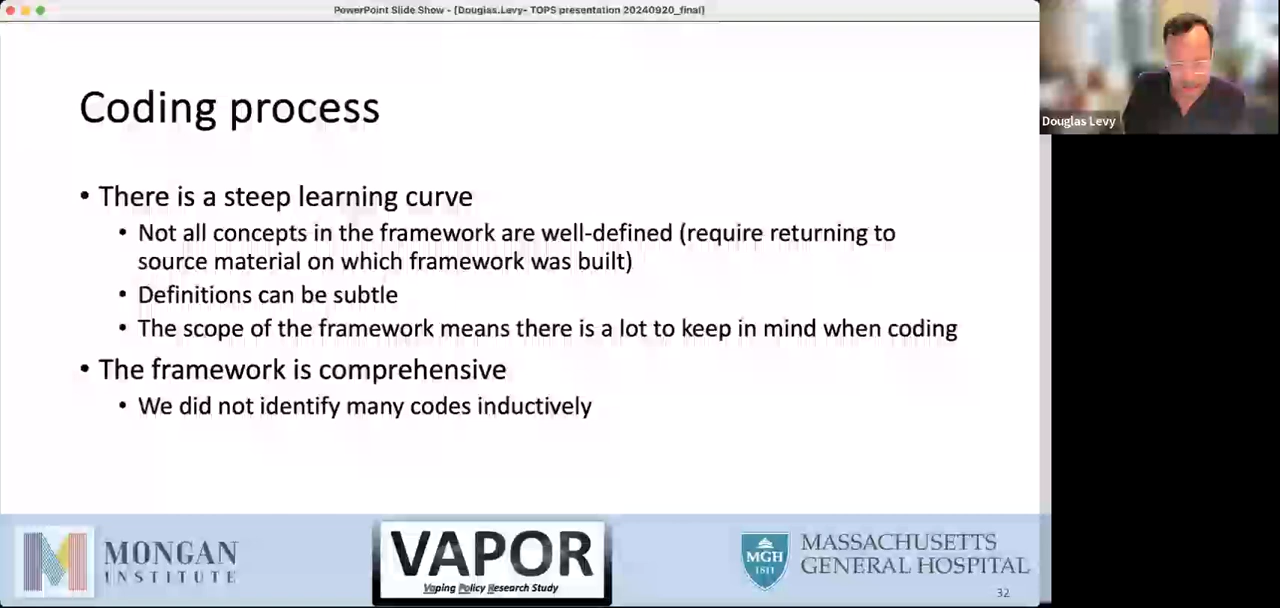 PowerPoint Slide Show - [Douglas.Levy- TOPS presentation 20240920_final]
Coding process
• There is a steep learning curve
• Not all concepts in the framework are well-defined (require returning to
source material on which framework was built)
• Definitions can be subtle
• The scope of the framework means there is a lot to keep in mind when coding
• The framework is comprehensive
• We did not identify many codes inductively
Douglas Levy
MONGAN
INSTITUTE
VAPOR
Vaping Policy Research Study
MGH
1811
MASSACHUSETTS
GENERAL HOSPITAL
32